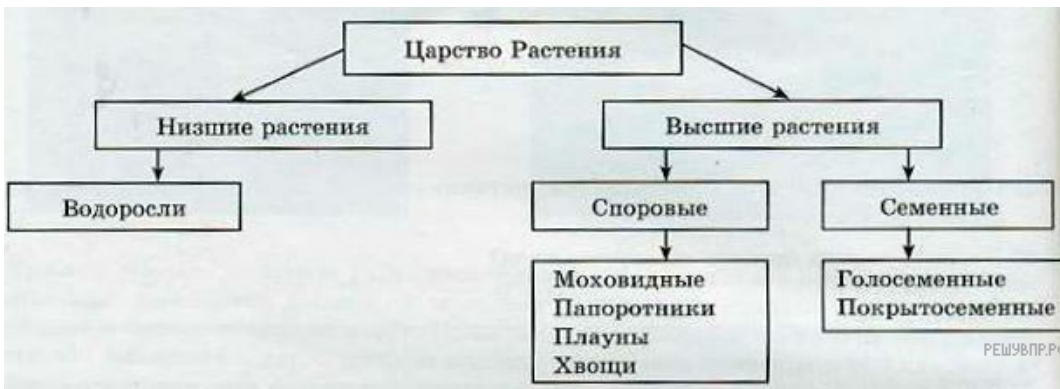 Царство Растения
Низшие растения
Высшие растения
Водоросли
Споровые
Семенные
Моховидные
Папоротники
Плауны
Хвощи
Голосеменные
Покрытосеменные
РЕШУВПР.РФ